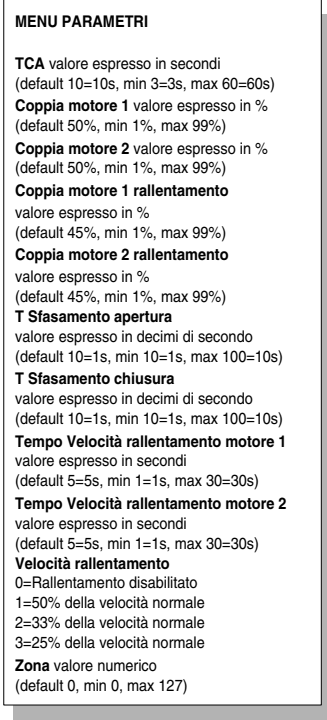 MENU PARAMETRI
TCA valore espresso in secondi
(default 10=10s, min 3=3s, max 60=60s)
Coppia motore 1 valore espresso in %
(default 50%, min 1%, max 99%)
Coppia motore 2 valore espresso in %
(default 50%, min 1%, max 99%)
Coppia motore 1 rallentamento
valore espresso in %
(default 45%, min 1%, max 99%)
Coppia motore 2 rallentamento
valore espresso in %
(default 45%, min 1%, max 99%)
T Sfasamento apertura
valore espresso in decimi di secondo
(default 10=1s, min 10=1s, max 100=10s)
T Sfasamento chiusura
valore espresso in decimi di secondo
(default 10=1s, min 10=1s, max 100=10s)
Tempo Velocità rallentamento motore 1
valore espresso in secondi
(default 5=5s, min 1=1s, max 30=30s)
Tempo Velocità rallentamento motore 2
valore espresso in secondi
(default 5=5s, min 1=1s, max 30=30s)
Velocità rallentamento
0=Rallentamento disabilitato
1=50% della velocità normale
2=33% della velocità normale
3=25% della velocità normale
Zona valore numerico
(default 0, min 0, max 127)